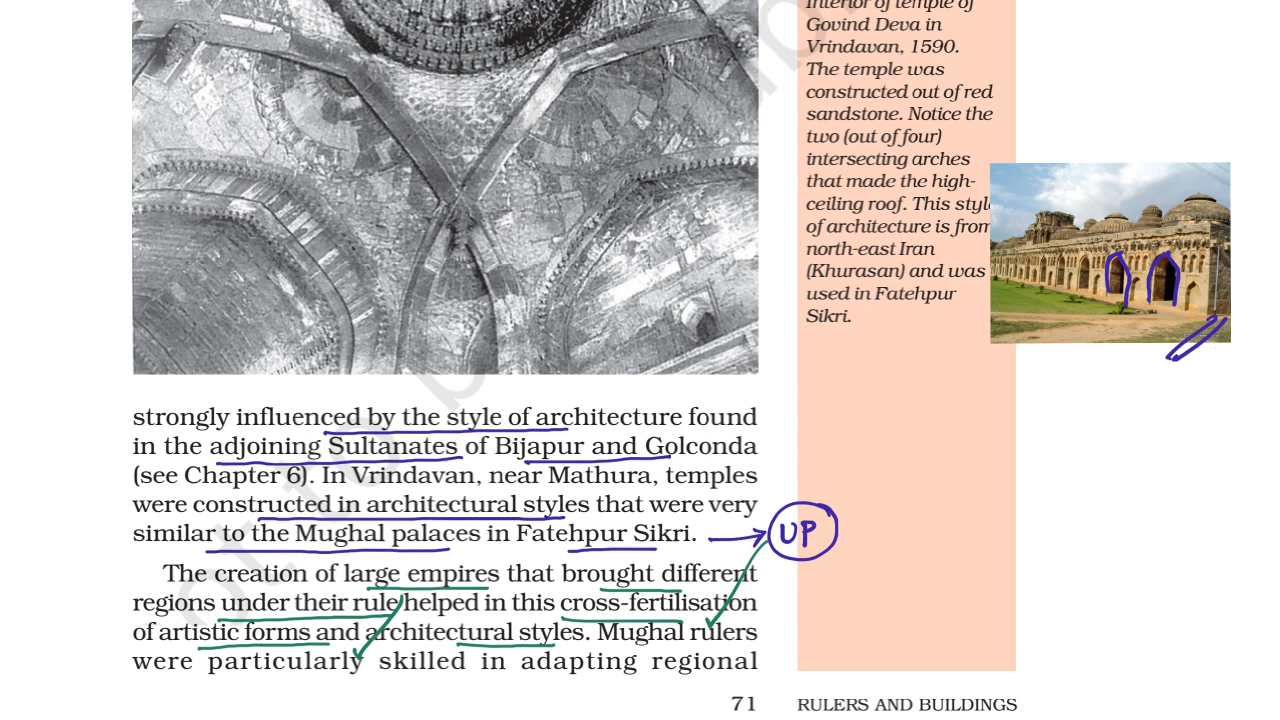 Interior of temple of
Govind Deva in
Vrindavan, 1590.
The temple was
constructed out of red
sandstone. Notice the
two (out of four)
intersecting arches
that made the high-
ceiling roof. This style
of architecture is from
north-east Iran
(Khurasan) and was
used in Fatehpur
Sikri.
strongly influenced by the style of architecture found
in the adjoining Sultanates of Bijapur and Golconda
(see Chapter 6). In Vrindavan, near Mathura, temples
were constructed in architectural styles that were very
similar to the Mughal palaces in Fatehpur Sikri.
UP
The creation of large empires that brought different
regions under their rule helped in this cross-fertilisation
of artistic forms and architectural styles. Mughal rulers
were particularly skilled in adapting regional
71 RULERS AND BUILDINGS